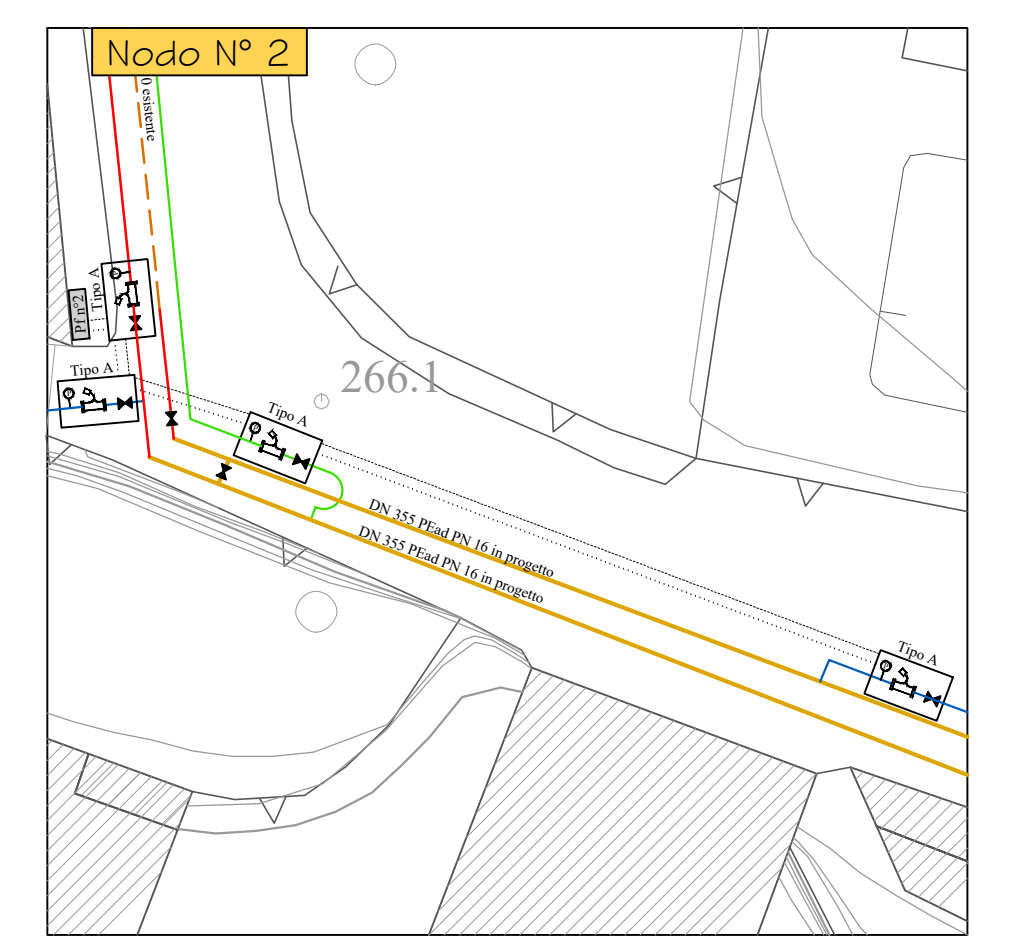 Nodo N° 2
0 esistente
Tipo A
Pf n°2
Tipo A
266.1
Tipo A
DN 355 PEad PN 16 in progetto
DN 355 PEad PN 16 in progetto
Tipo A